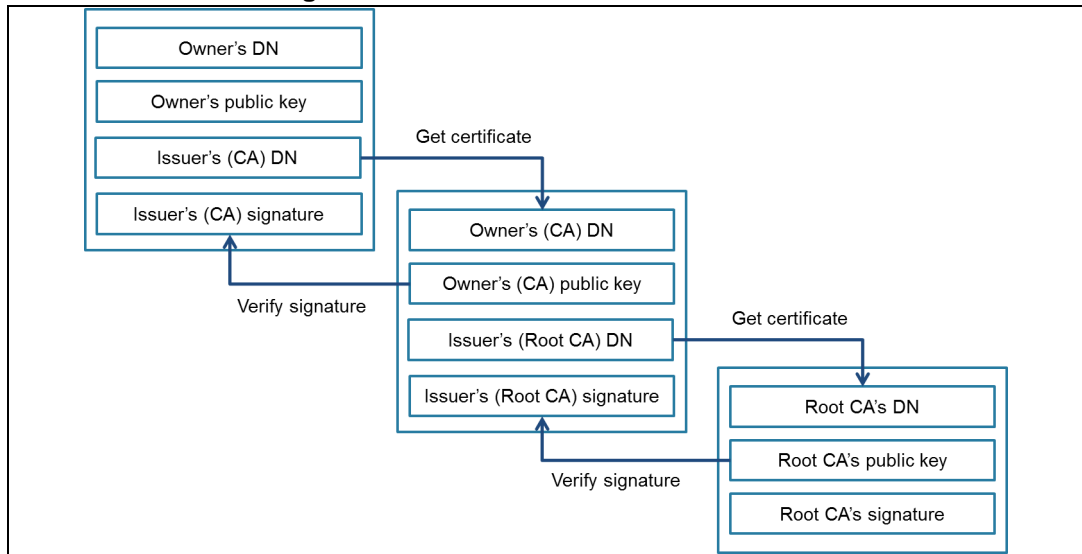 Owner's DN
Owner's public key
Issuer's (CA) DN
Issuer's (CA) signature
Get certificate
Owner's (CA) DN
Owner's (CA) public key
Verify signature
Issuer's (Root CA) DN
Issuer's (Root CA) signature
Get certificate
Root CA's DN
Root CA's public key
Verify signature
Root CA's signature